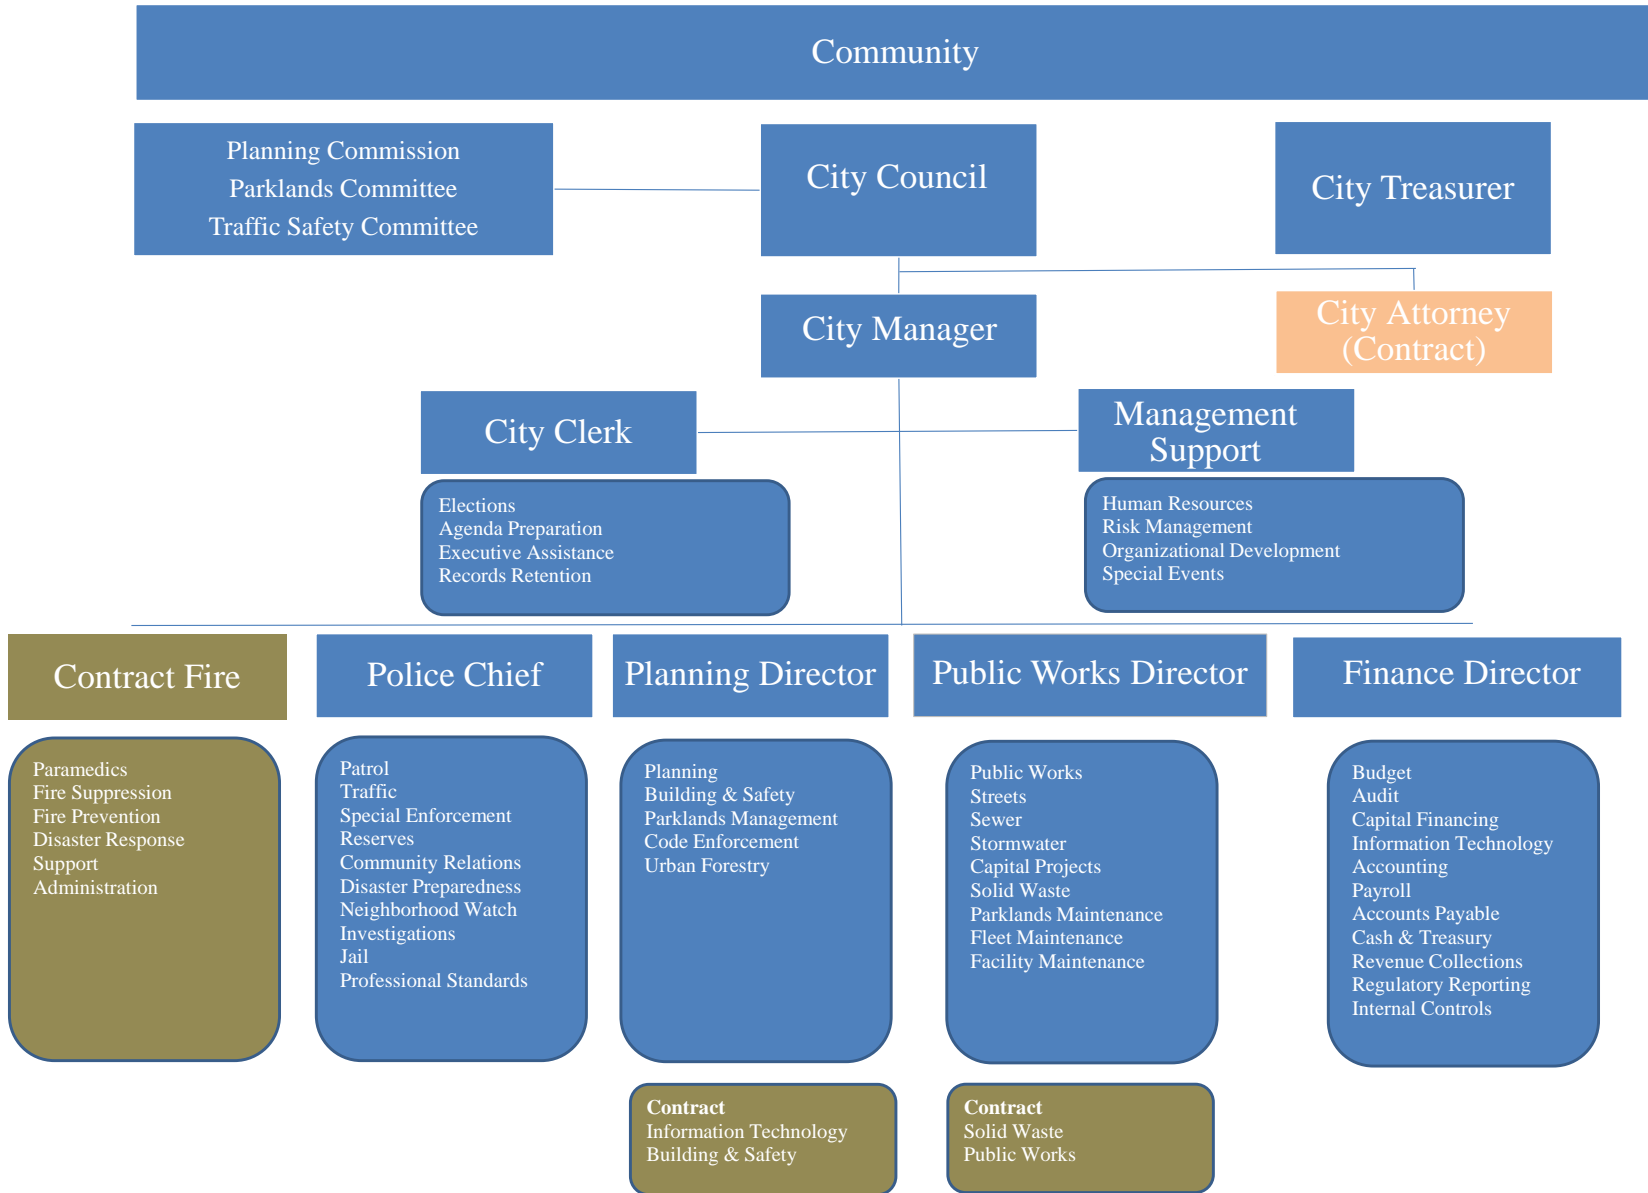 Community
Planning Commission
Parklands Committee
Traffic Safety Committee
City Council
City Treasurer
City Manager
City Attorney
(Contract)
City Clerk
Management
Support
Elections
Agenda Preparation
Executive Assistance
Records Retention
Human Resources
Risk Management
Organizational Development
Special Events
Contract Fire
Police Chief
Planning Director
Public Works Director
Finance Director
Paramedics
Fire Suppression
Fire Prevention
Disaster Response
Support
Administration
Patrol
Traffic
Special Enforcement
Reserves
Community Relations
Disaster Preparedness
Neighborhood Watch
Investigations
Jail
Professional Standards
Planning
Building & Safety
Parklands Management
Code Enforcement
Urban Forestry
Public Works
Streets
Sewer
Stormwater
Capital Projects
Solid Waste
Parklands Maintenance
Fleet Maintenance
Facility Maintenance
Budget
Audit
Capital Financing
Information Technology
Accounting
Payroll
Accounts Payable
Cash & Treasury
Revenue Collections
Regulatory Reporting
Internal Controls
Contract
Information Technology
Building & Safety
Contract
Solid Waste
Public Works